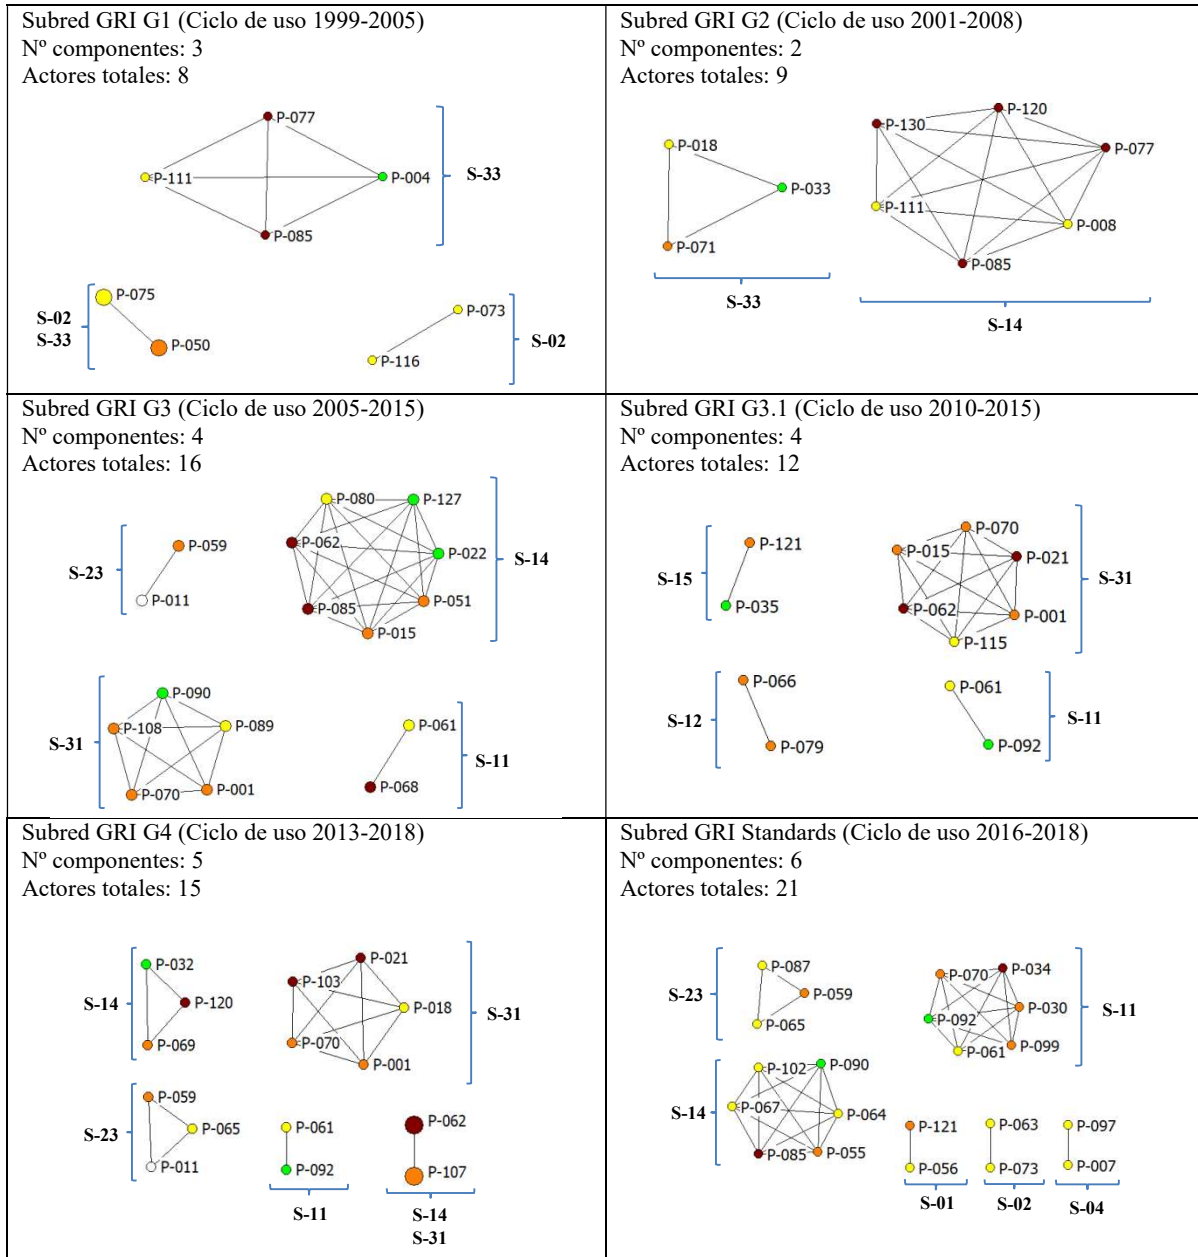 Subred GRI G1 (Ciclo de uso 1999-2005)
Nº componentes: 3
Actores totales: 8
P-077
P-111
P-004
S-33
P-085
P-075
S-02
S-33
P-050
P-073
S-02
P-116
Subred GRI G2 (Ciclo de uso 2001-2008)
Nº componentes: 2
Actores totales: 9
P-120
P-130
P-018
P-077
P-033
P-111
P-008
P-071
P-085
S-33
S-14
Subred GRI G3 (Ciclo de uso 2005-2015)
Nº componentes: 4
Actores totales: 16
P-059
S-23
P-011
P-080
P-127
P-062
P-022
S-14
P-051
P-085
P-015
P-090
P-108
P-089
S-31
P-070
P-001
P-061
S-11
P-068
Subred GRI G3.1 (Ciclo de uso 2010-2015)
Nº componentes: 4
Actores totales: 12
P-121
S-15
P-035
P-070
P-015
P-021
S-31
P-062
P-001
P-115
P-066
S-12
P-079
P-061
S-11
P-092
Subred GRI G4 (Ciclo de uso 2013-2018)
Nº componentes: 5
Actores totales: 15
P-032
S-14
P-120
P-069
P-021
P-103
P-018
S-31
P-070
P-001
P-059
S-23
P-065
P-011
P-061
P-092
S-11
P-062
P-107
S-14
S-31
Subred GRI Standards (Ciclo de uso 2016-2018)
Nº componentes: 6
Actores totales: 21
P-087
S-23
P-059
P-065
P-070
P-034
P-030
S-11
P-092
P-099
P-061
P-102
P-090
S-14
P-067
P-064
P-085
P-055
P-121
P-056
S-01
P-063
P-073
S-02
P-097
P-007
S-04